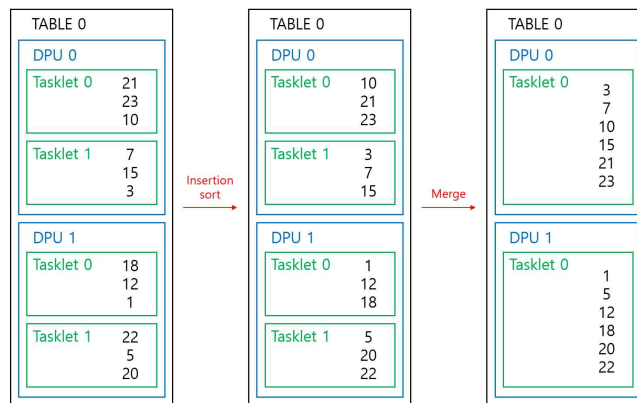 TABLE 0
DPU 0
Tasklet 0
21
23
10
Tasklet 1
7
15
3
DPU 1
Tasklet 0
18
12
1
Tasklet 1
22
5
20
Insertion
sort
TABLE 0
DPU 0
Tasklet 0
10
21
23
Tasklet 1
3
7
15
DPU 1
Tasklet 0
1
12
18
Tasklet 1
5
20
22
Merge
TABLE 0
DPU 0
Tasklet 0
3
7
10
15
21
23
DPU 1
Tasklet 0
1
5
12
18
20
22